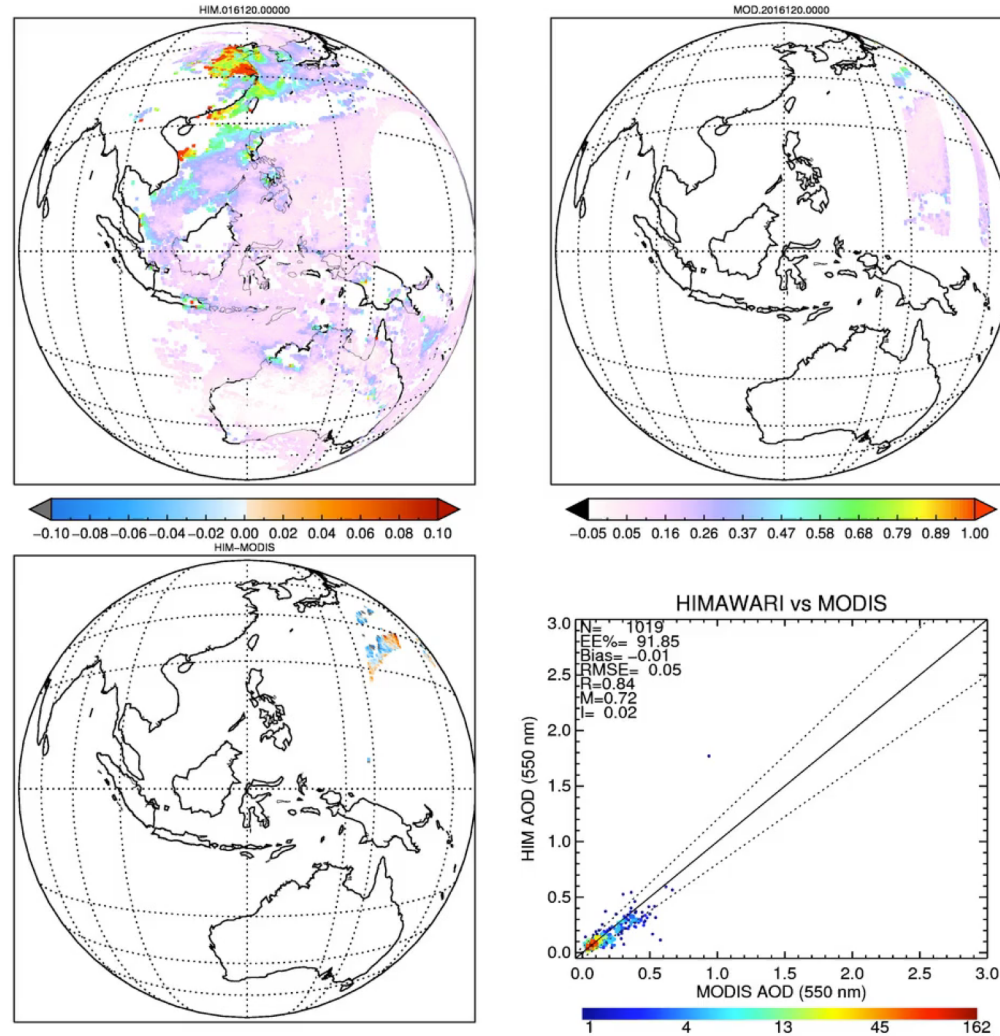 HIM.016120.00000
MOD.2016120.0000
−0.10 −0.08 −0.06 −0.04 −0.02 0.00 0.02 0.04 0.06 0.08 0.10
−0.05 0.05 0.16 0.26 0.37 0.47 0.58 0.68 0.79 0.89 1.00
HIM−MODIS
HIMAWARI vs MODIS
N= 1019
EE%= 91.85
Bias= −0.01
RMSE= 0.05
R=0.84
M=0.72
I= 0.02
3.0
2.5
2.0
1.5
1.0
0.5
0.0
HIM AOD (550 nm)
0.0 0.5 1.0 1.5 2.0 2.5 3.0
MODIS AOD (550 nm)
1 4 13 45 162